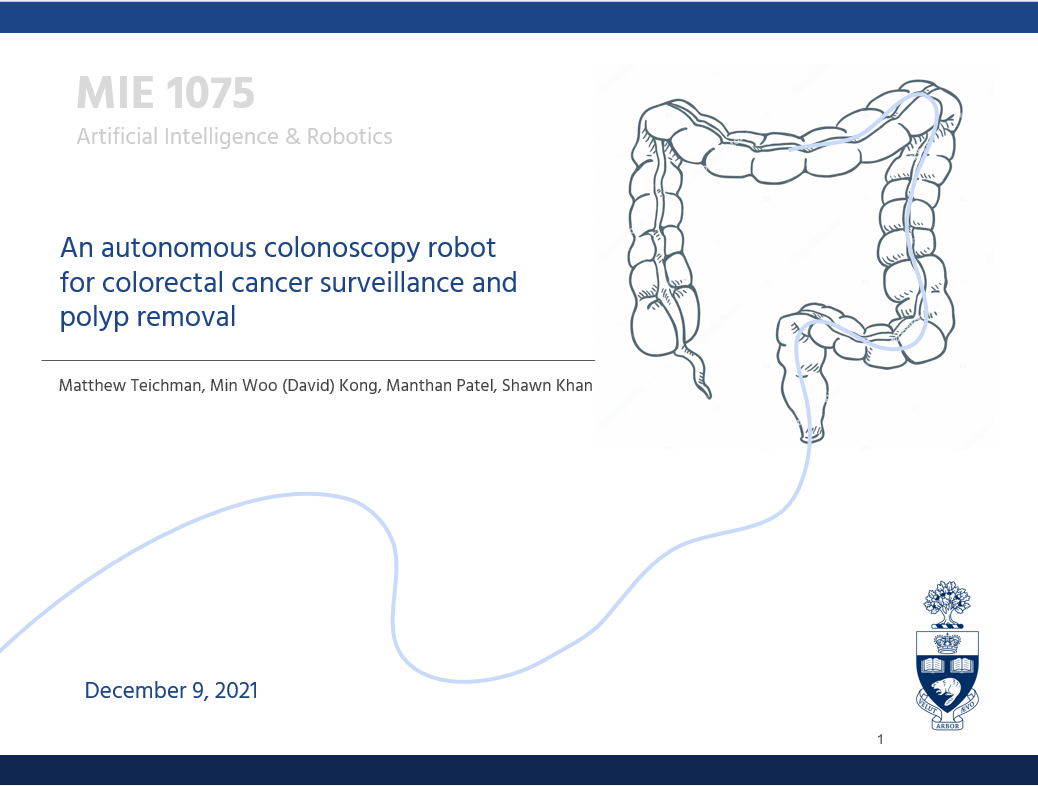 MIE 1075
Artificial Intelligence & Robotics
An autonomous colonoscopy robot
for colorectal cancer surveillance and
polyp removal
Matthew Teichman, Min Woo (David) Kong, Manthan Patel, Shawn Khan
December 9, 2021
VELUT
ARBOR
ÆVO
1